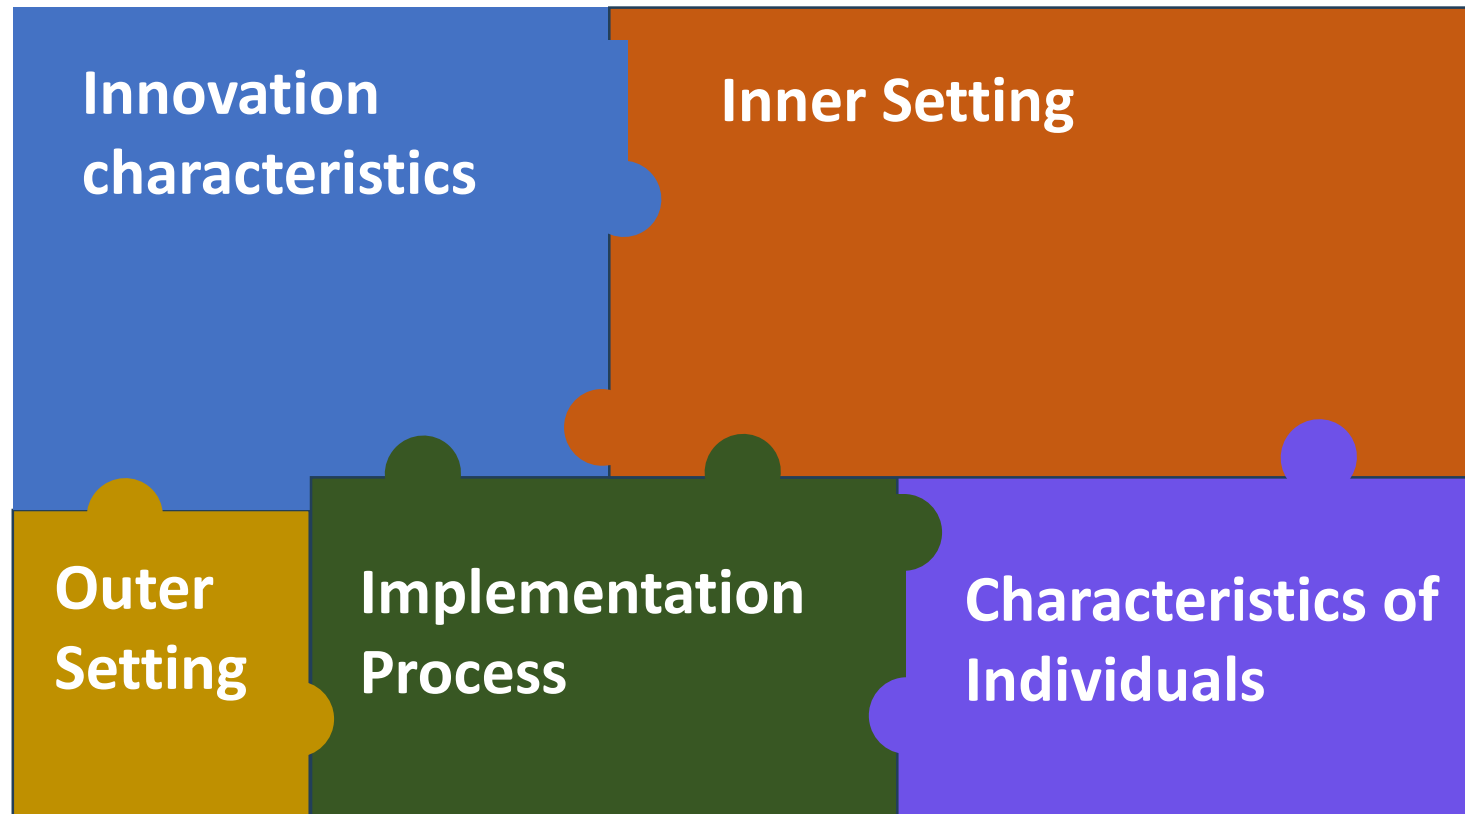 Innovation
characteristics
Inner Setting
Outer
Setting
Implementation
Process
Characteristics of
Individuals